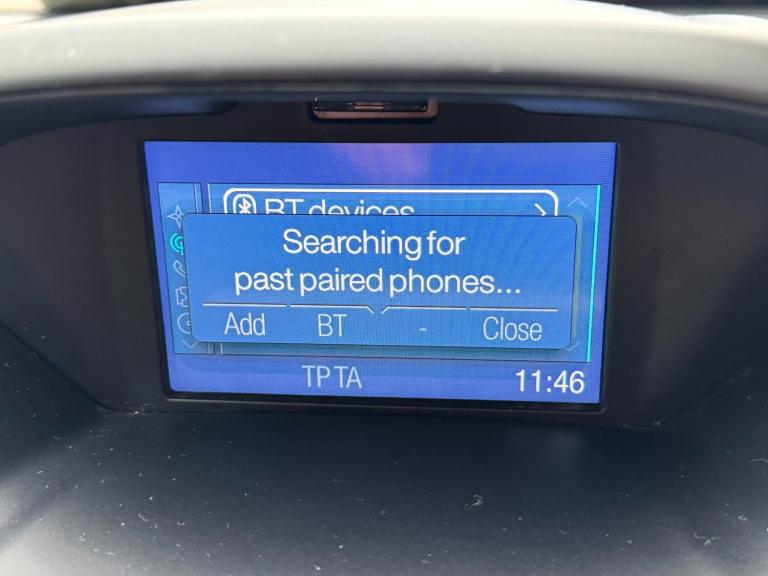 BT devices
Searching for
past paired phones...
Add BT - Close
TP TA 11:46